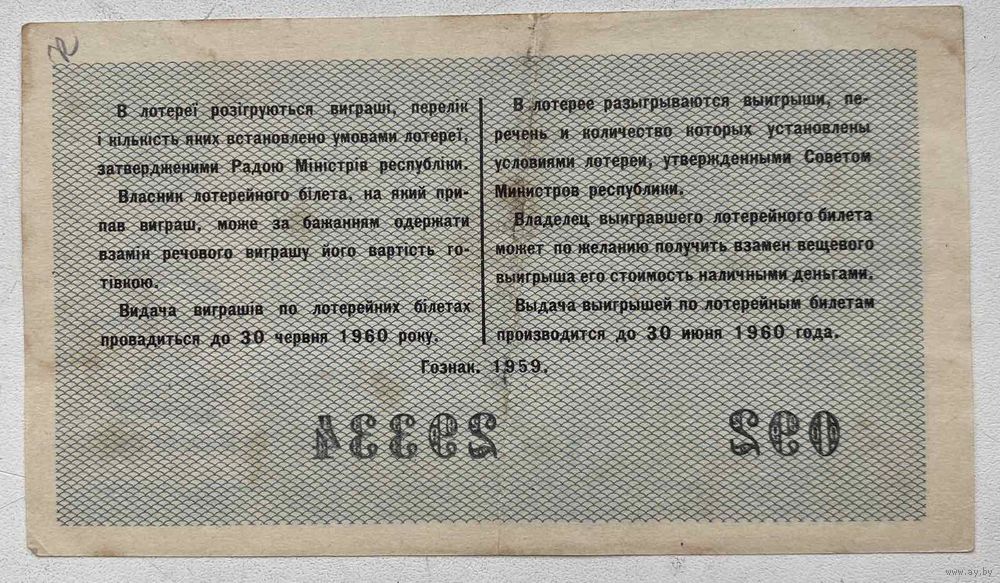 В лотереї розігруються виграші, перелік
і кількість яких встановлено умовами лотереї,
затвердженими Радою Міністрів республіки.
Власник лотерейного білета, на який при-
пав виграш, може за бажанням одержати
взамін речового виграшу його вартість го-
тівкою.
Видача виграшів по лотерейних білетах
провадиться до 30 червня 1960 року.
В лотерее разыгрываются выигрыши, пе-
речень и количество которых установлены
условиями лотереи, утвержденными Советом
Министров республики.
Владелец выигравшего лотерейного билета
может по желанию получить взамен вещевого
выигрыша его стоимость наличными деньгами.
Выдача выигрышей по лотерейным билетам
производится до 30 июня 1960 года.
Гознак. 1959.
29334
092
www.ay.by